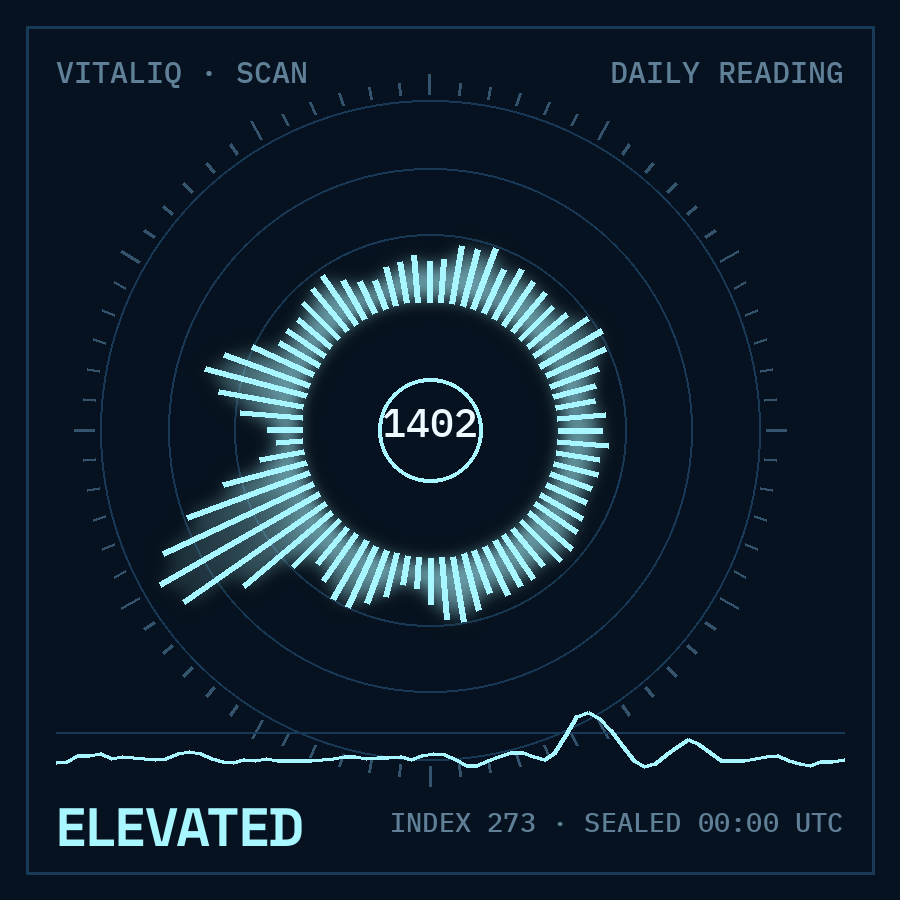 VITALIQ · SCAN
DAILY READING
1402
ELEVATED
INDEX 273 · SEALED 00:00 UTC